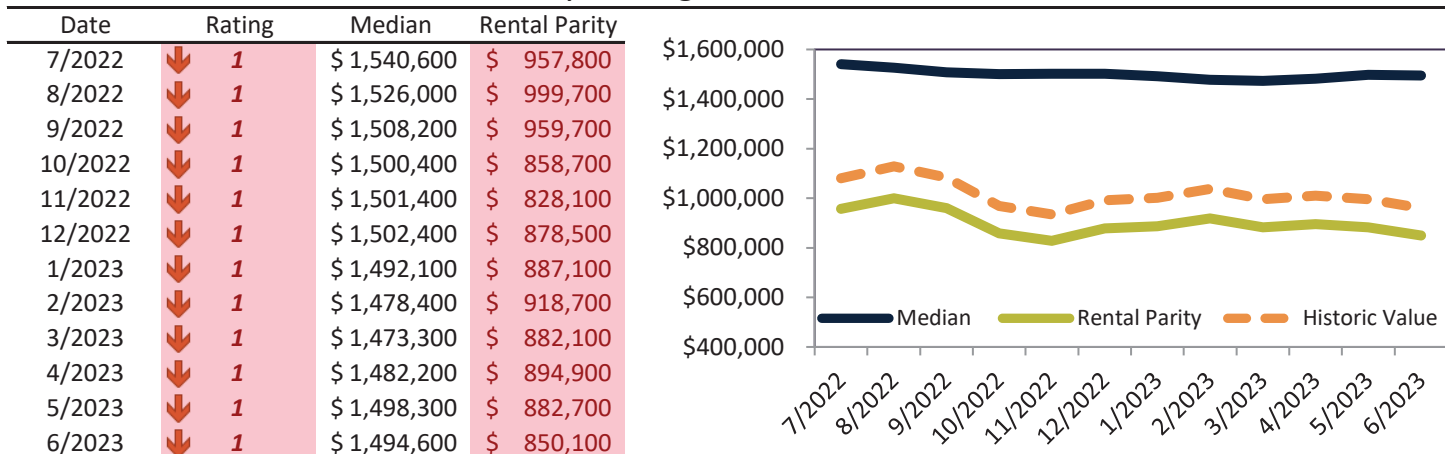 Date Rating Median Rental Parity
7/2022 1 $ 1,540,600 $ 957,800
8/2022 1 $ 1,526,000 $ 999,700
9/2022 1 $ 1,508,200 $ 959,700
10/2022 1 $ 1,500,400 $ 858,700
11/2022 1 $ 1,501,400 $ 828,100
12/2022 1 $ 1,502,400 $ 878,500
1/2023 1 $ 1,492,100 $ 887,100
2/2023 1 $ 1,478,400 $ 918,700
3/2023 1 $ 1,473,300 $ 882,100
4/2023 1 $ 1,482,200 $ 894,900
5/2023 1 $ 1,498,300 $ 882,700
6/2023 1 $ 1,494,600 $ 850,100
$1,600,000
$1,400,000
$1,200,000
$1,000,000
$800,000
$600,000
$400,000
Median Rental Parity Historic Value
7/2022 8/2022 9/2022 10/2022 11/2022 12/2022 1/2023 2/2023 3/2023 4/2023 5/2023 6/2023